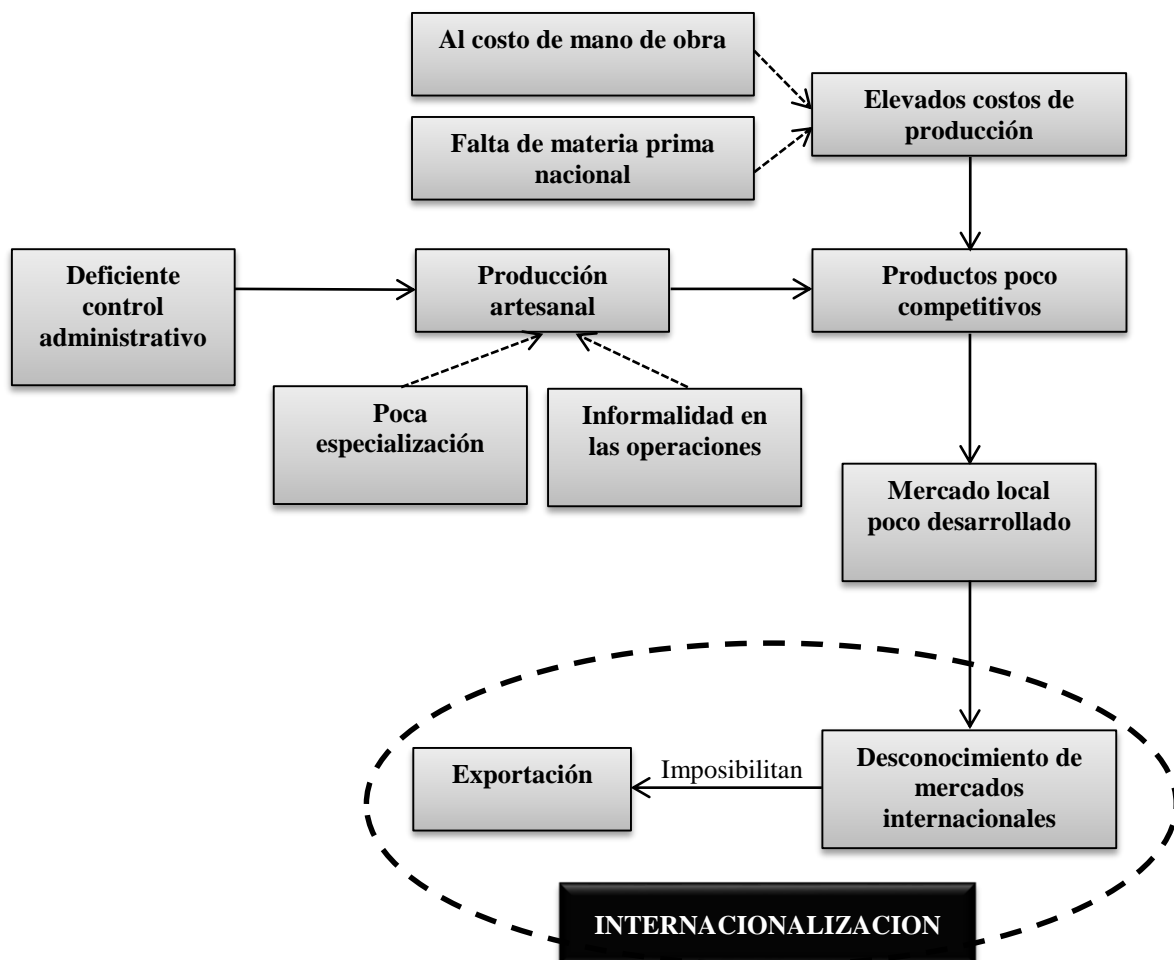 Al costo de mano de obra
Elevados costos de
producción
Falta de materia prima
nacional
Deficiente
control
administrativo
Producción
artesanal
Productos poco
competitivos
Poca
especialización
Informalidad en
las operaciones
Mercado local
poco desarrollado
Exportación
Imposibilitan
Desconocimiento de
mercados
internacionales
INTERNACIONALIZACION